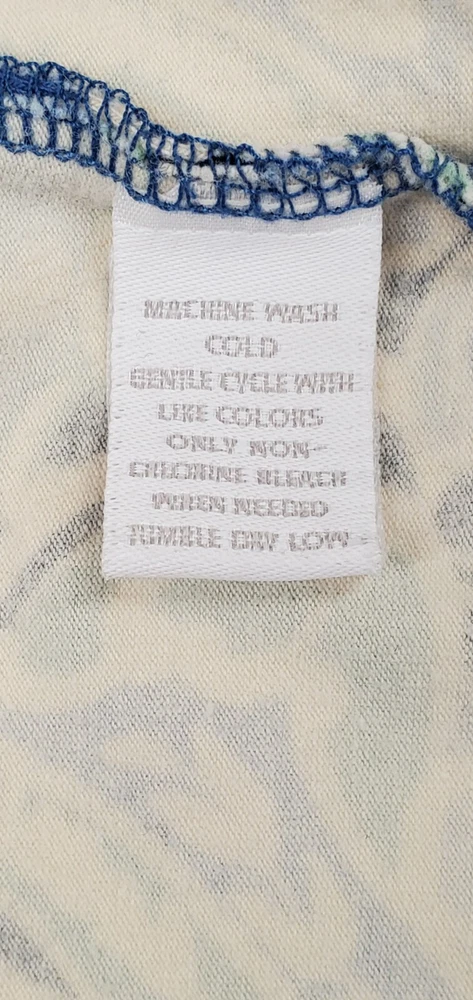 MACHINE WASH
COLD
GENTLE CYCLE WITH
LIKE COLORS
ONLY NON-
CHLORINE BLEACH
WHEN NEEDED
TUMBLE DRY LOW